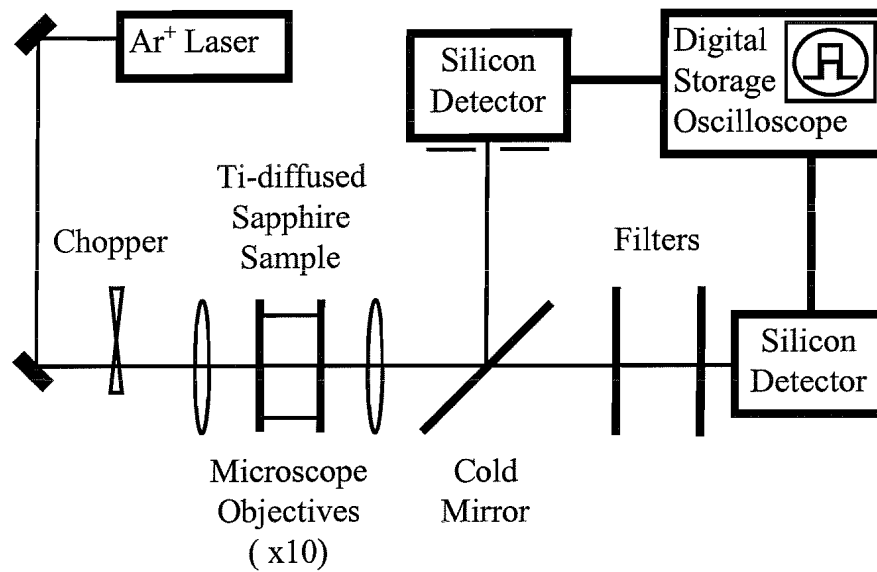 Ar+ Laser
Silicon
Detector
Digital
Storage
Oscilloscope
Ti-diffused
Sapphire
Sample
Chopper
Filters
Silicon
Detector
Microscope
Objectives
( x10)
Cold
Mirror